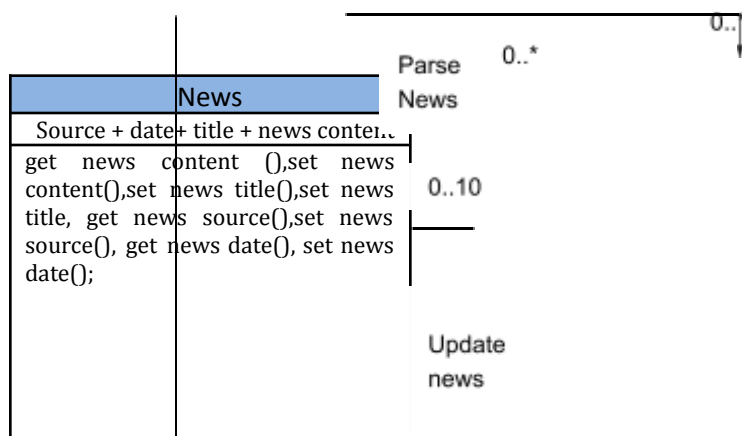 0..
Parse 0..*
News
News
Source + date+ title + news content
get news content (),set news
content(),set news title(),set news
title, get news source(),set news
source(), get news date(), set news
date();
0..10
Update
news